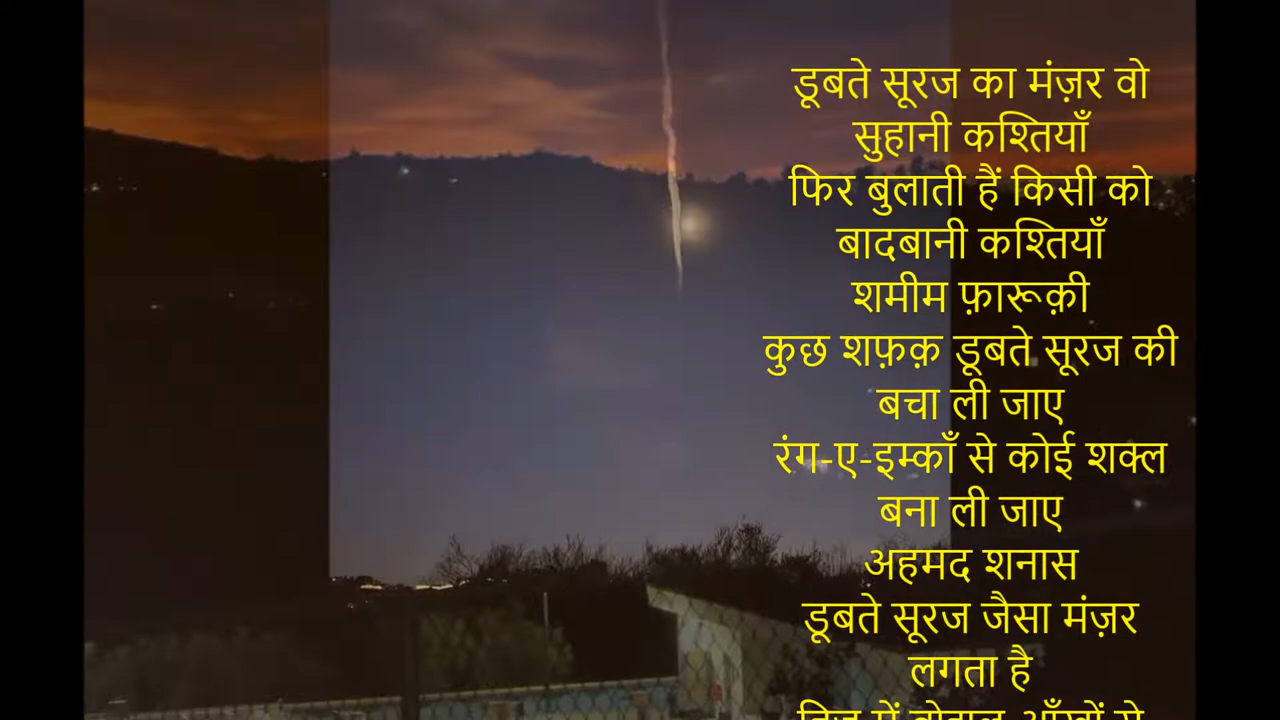 डूबते सूरज का मंज़र वो
सुहानी कश्तियाँ
फिर बुलाती हैं किसी को
बादबानी कश्तियाँ
शमीम फ़ारूक़ी
कुछ शफ़क़ डूबते सूरज की
बचा ली जाए
रंग-ए-इम्काँ से कोई शक्ल
बना ली जाए
अहमद शनास
डूबते सूरज जैसा मंज़र
लगता है